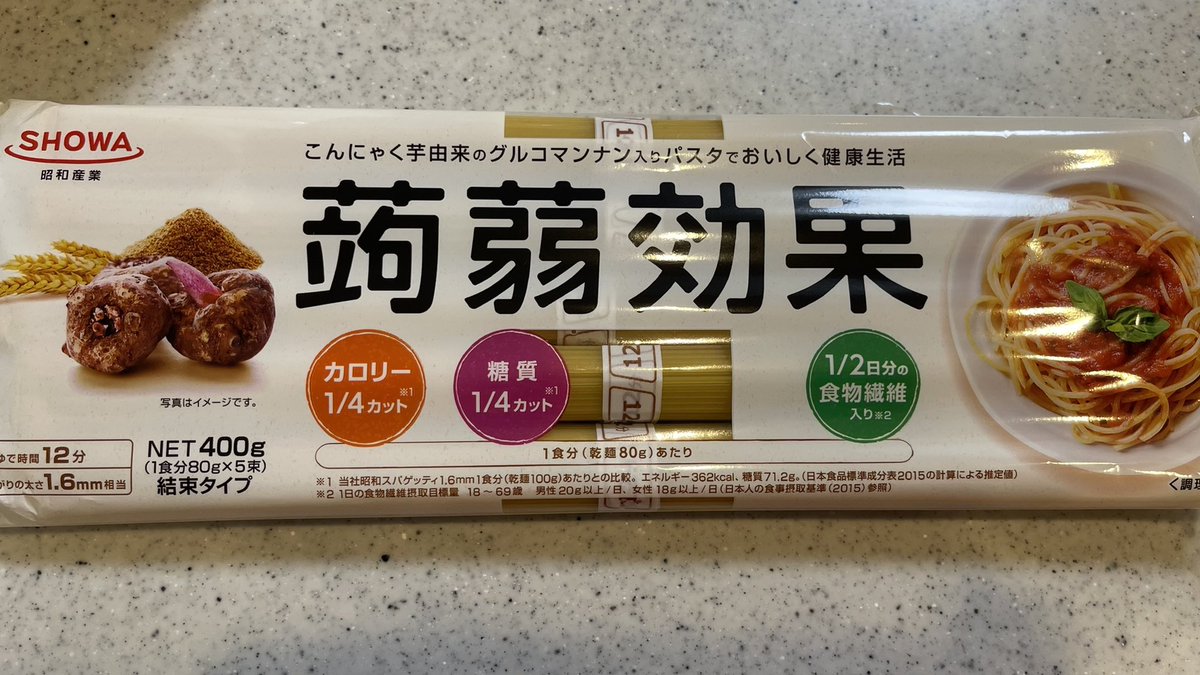 SHOWA
昭和産業
こんにゃく芋由来のグルコマンナン入りパスタでおいしく健康生活
蒟蒻効果
カロリー※1
1/4カット
糖質※1
1/4カット
1/2日分の
食物繊維
入り※2
写真はイメージです。
1食分(乾麺80g)あたり
ゆで時間12分
がりの太さ1.6mm相当
NET 400g
(1食分80g×5束)
結束タイプ
※1 当社昭和スパゲッティ1.6mm1食分(乾麺100g)あたりとの比較。エネルギー362kcal、糖質71.2g。(日本食品標準成分表2015の計算による推定値)
※2 1日の食物繊維摂取目標量 18~69歳 男性20g以上/日、女性18g以上/日(日本人の食事摂取基準(2015)参照)
く調理